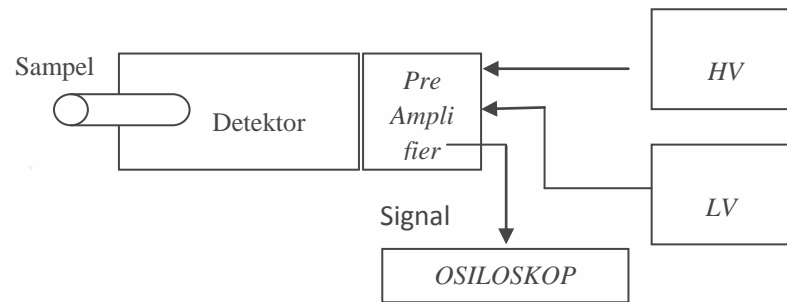 Sampel
Detektor
Pre
Ampli
fier
HV
LV
Signal
OSILOSKOP